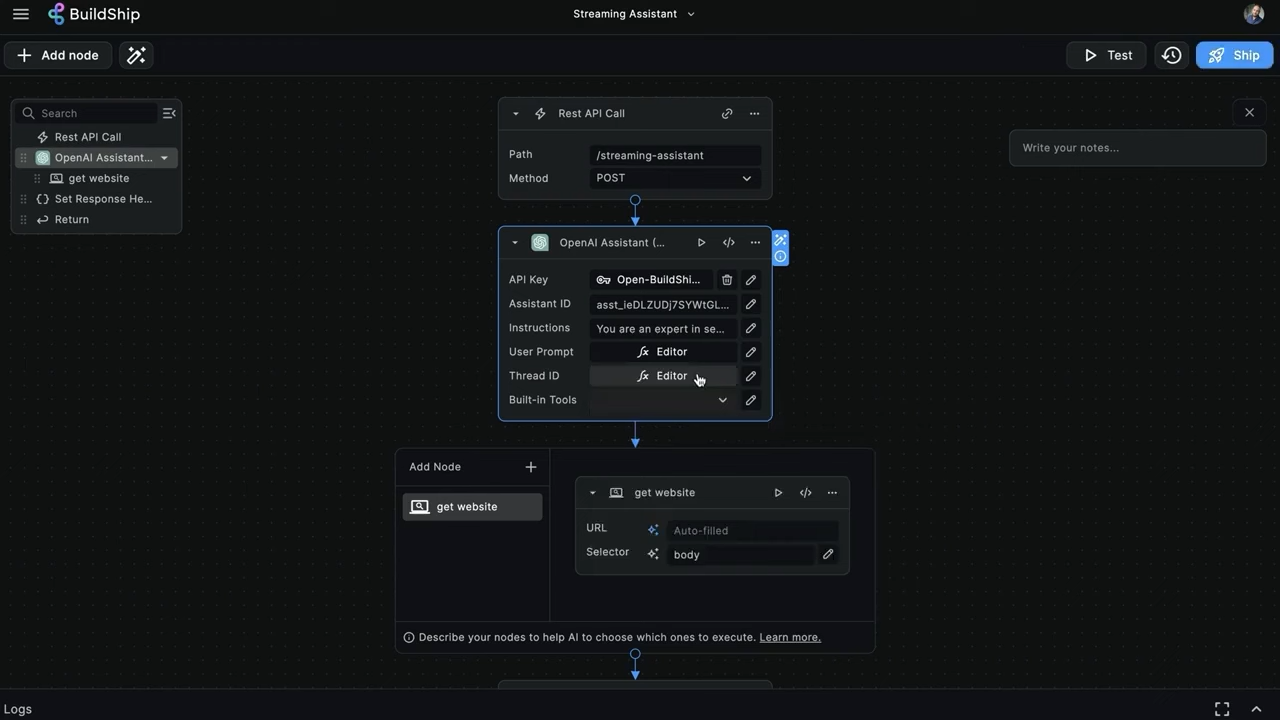 BuildShip
Streaming Assistant
Add node
Test
Ship
Search
Rest API Call
OpenAI Assistant...
get website
Set Response He...
Return
Rest API Call
Path
/streaming-assistant
Method
POST
Write your notes...
OpenAI Assistant (...
API Key
Open-BuildShi...
Assistant ID
asst_ieDLZUDj7SYWtGL...
Instructions
You are an expert in se...
User Prompt
fx Editor
Thread ID
fx Editor
Built-in Tools
Add Node
get website
get website
URL
Auto-filled
Selector
body
Describe your nodes to help AI to choose which ones to execute. Learn more.
Logs